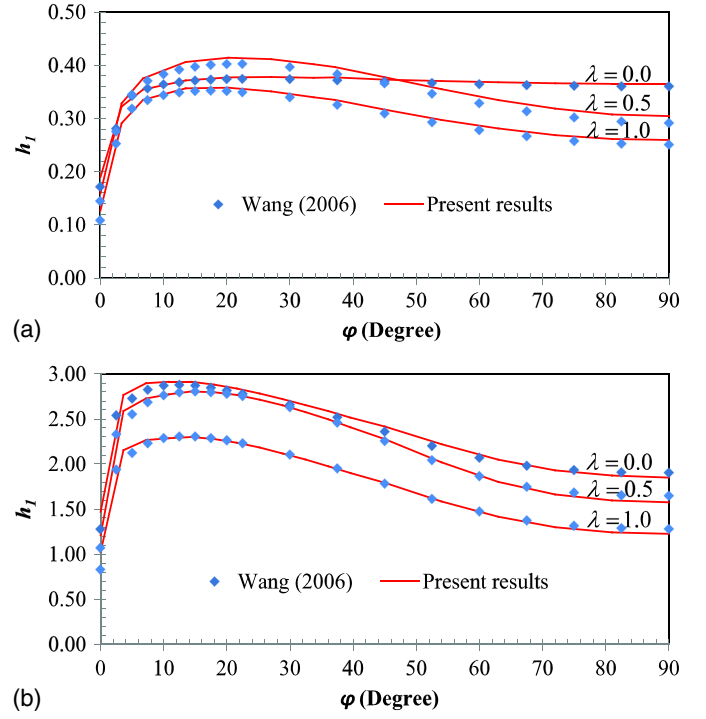 0.50
0.40
0.30
0.20
0.10
0.00
h1
λ = 0.0
λ = 0.5
λ = 1.0
Wang (2006) Present results
0 10 20 30 40 50 60 70 80 90
(a)
φ (Degree)
3.00
2.50
2.00
1.50
1.00
0.50
0.00
h1
λ = 0.0
λ = 0.5
λ = 1.0
Wang (2006) Present results
0 10 20 30 40 50 60 70 80 90
(b)
φ (Degree)